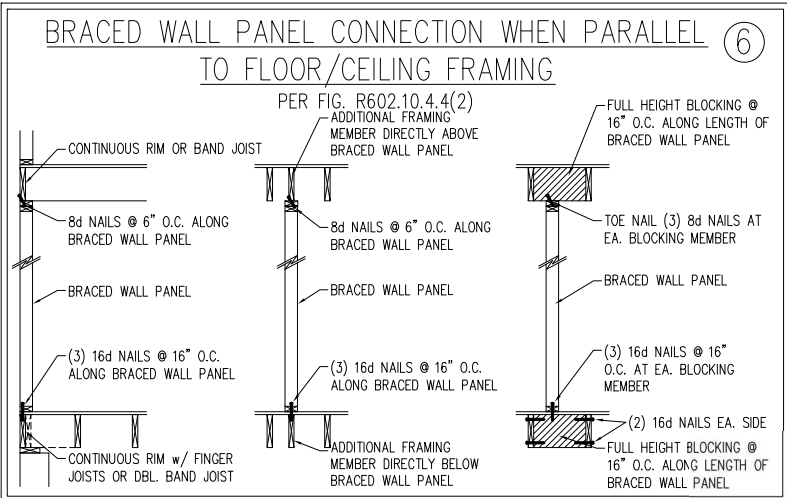 BRACED WALL PANEL CONNECTION WHEN PARALLEL
TO FLOOR/CEILING FRAMING
6
PER FIG. R602.10.4.4(2)
CONTINUOUS RIM OR BAND JOIST
8d NAILS @ 6" O.C. ALONG
BRACED WALL PANEL
BRACED WALL PANEL
(3) 16d NAILS @ 16" O.C.
ALONG BRACED WALL PANEL
CONTINUOUS RIM w/ FINGER
JOISTS OR DBL. BAND JOIST
ADDITIONAL FRAMING
MEMBER DIRECTLY ABOVE
BRACED WALL PANEL
8d NAILS @ 6" O.C. ALONG
BRACED WALL PANEL
BRACED WALL PANEL
(3) 16d NAILS @ 16" O.C.
ALONG BRACED WALL PANEL
ADDITIONAL FRAMING
MEMBER DIRECTLY BELOW
BRACED WALL PANEL
FULL HEIGHT BLOCKING @
16" O.C. ALONG LENGTH OF
BRACED WALL PANEL
TOE NAIL (3) 8d NAILS AT
EA. BLOCKING MEMBER
BRACED WALL PANEL
(3) 16d NAILS @ 16"
O.C. AT EA. BLOCKING
MEMBER
(2) 16d NAILS EA. SIDE
FULL HEIGHT BLOCKING @
16" O.C. ALONG LENGTH OF
BRACED WALL PANEL